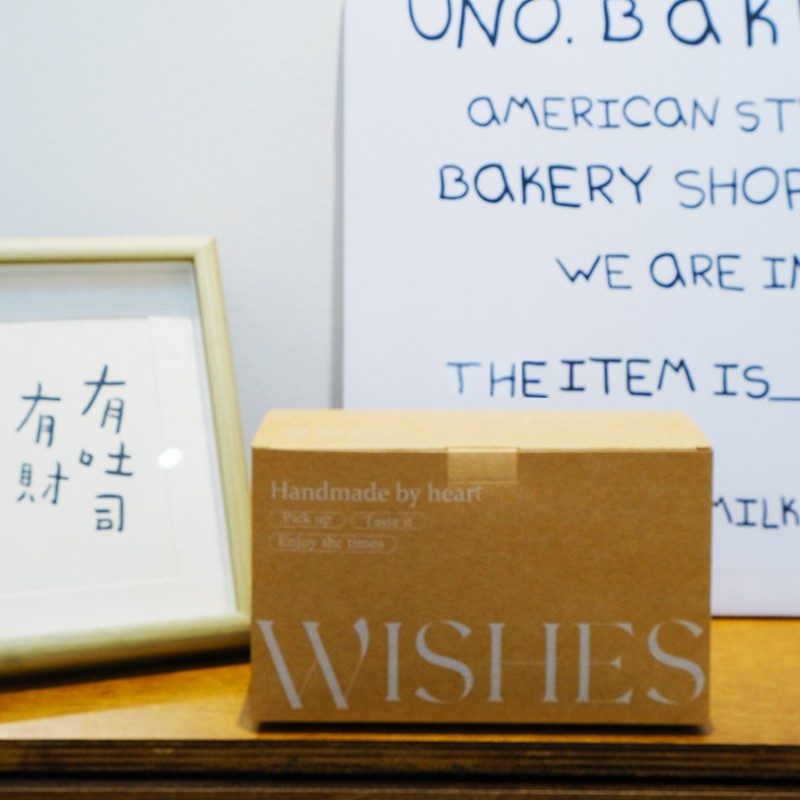 UNO. BAK
AMERICAN ST
BAKERY SHOP
WE ARE IN
THE ITEM IS_
MILK
有吐司
有財
Handmade by heart
Pick up Taste it
Enjoy the times
WISHES